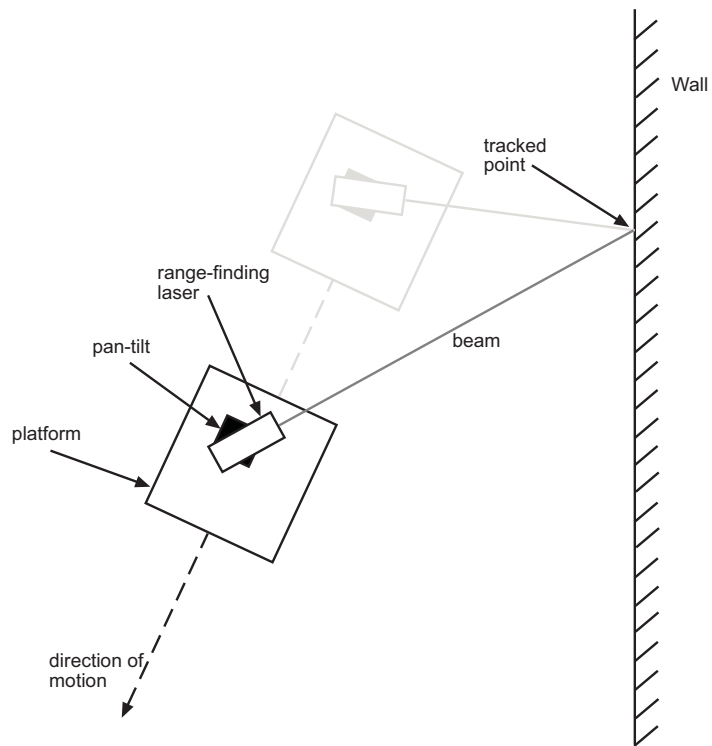 Wall
tracked
point
range-finding
laser
beam
pan-tilt
platform
direction of
motion